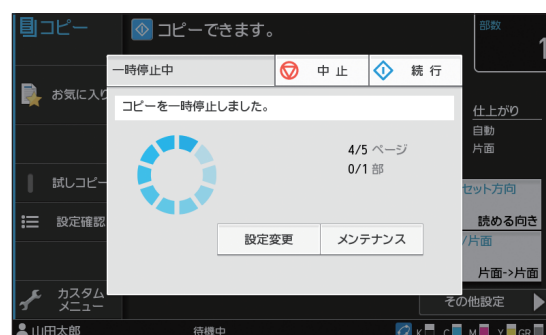 コピー
コピーできます。
部数
1
お気に入り
一時停止中
中 止
続 行
コピーを一時停止しました。
4/5 ページ
0/1 部
仕上がり
自動
片面
試しコピー
設定確認
設定変更
メンテナンス
セット方向
読める向き
/片面
片面->片面
カスタム
メニュー
その他設定
山田太郎
待機中
K C M Y GR